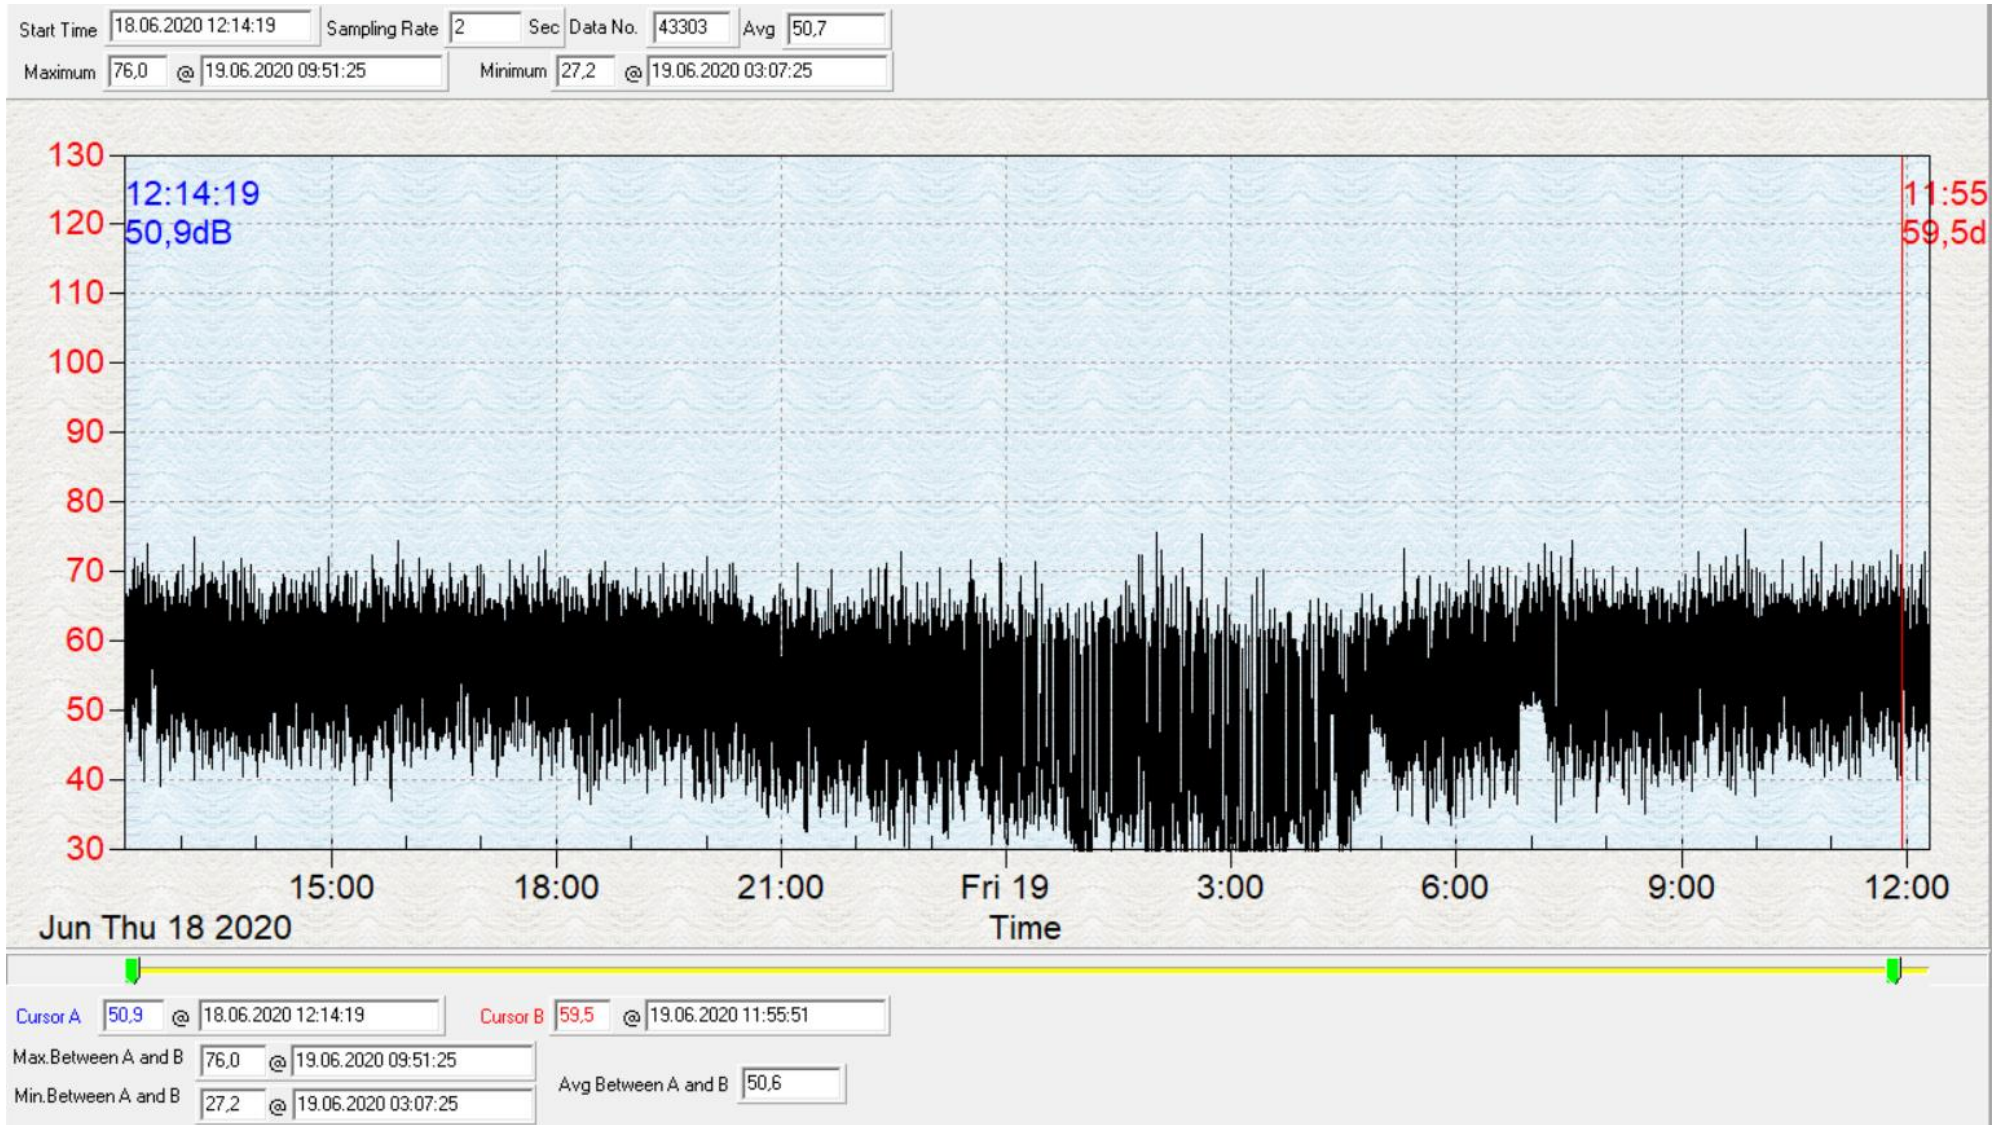 Start Time 18.06.2020 12:14:19 Sampling Rate 2 Sec Data No. 43303 Avg 50,7
Maximum 76,0 @ 19.06.2020 09:51:25 Minimum 27,2 @ 19.06.2020 03:07:25
130
12:14:19 11:55
120
50,9dB 59,5d
110
100
90
80
70
60
50
40
30
15:00 18:00 21:00 Fri 19 3:00 6:00 9:00 12:00
Jun Thu 18 2020 Time
Cursor A 50,9 @ 18.06.2020 12:14:19 Cursor B 59,5 @ 19.06.2020 11:55:51
Max.Between A and B 76,0 @ 19.06.2020 09:51:25
Avg Between A and B 50,6
Min.Between A and B 27,2 @ 19.06.2020 03:07:25